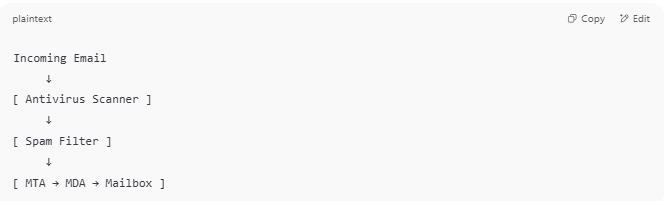 plaintext Copy Edit
Incoming Email
↓
[ Antivirus Scanner ]
↓
[ Spam Filter ]
↓
[ MTA → MDA → Mailbox ]